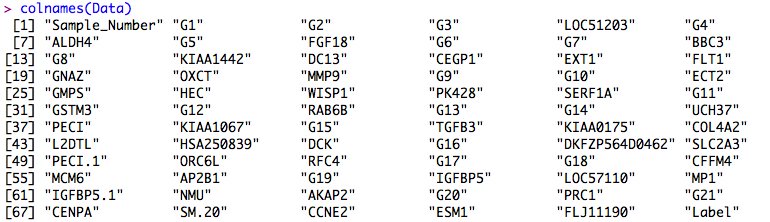 > colnames(Data)
[1] "Sample_Number" "G1" "G2" "G3" "LOC51203" "G4"
[7] "ALDH4" "G5" "FGF18" "G6" "G7" "BBC3"
[13] "G8" "KIAA1442" "DC13" "CEGP1" "EXT1" "FLT1"
[19] "GNAZ" "OXCT" "MMP9" "G9" "G10" "ECT2"
[25] "GMPS" "HEC" "WISP1" "PK428" "SERF1A" "G11"
[31] "GSTM3" "G12" "RAB6B" "G13" "G14" "UCH37"
[37] "PECI" "KIAA1067" "G15" "TGFB3" "KIAA0175" "COL4A2"
[43] "L2DTL" "HSA250839" "DCK" "G16" "DKFZP564D0462" "SLC2A3"
[49] "PECI.1" "ORC6L" "RFC4" "G17" "G18" "CFFM4"
[55] "MCM6" "AP2B1" "G19" "IGFBP5" "LOC57110" "MP1"
[61] "IGFBP5.1" "NMU" "AKAP2" "G20" "PRC1" "G21"
[67] "CENPA" "SM.20" "CCNE2" "ESM1" "FLJ11190" "Label"